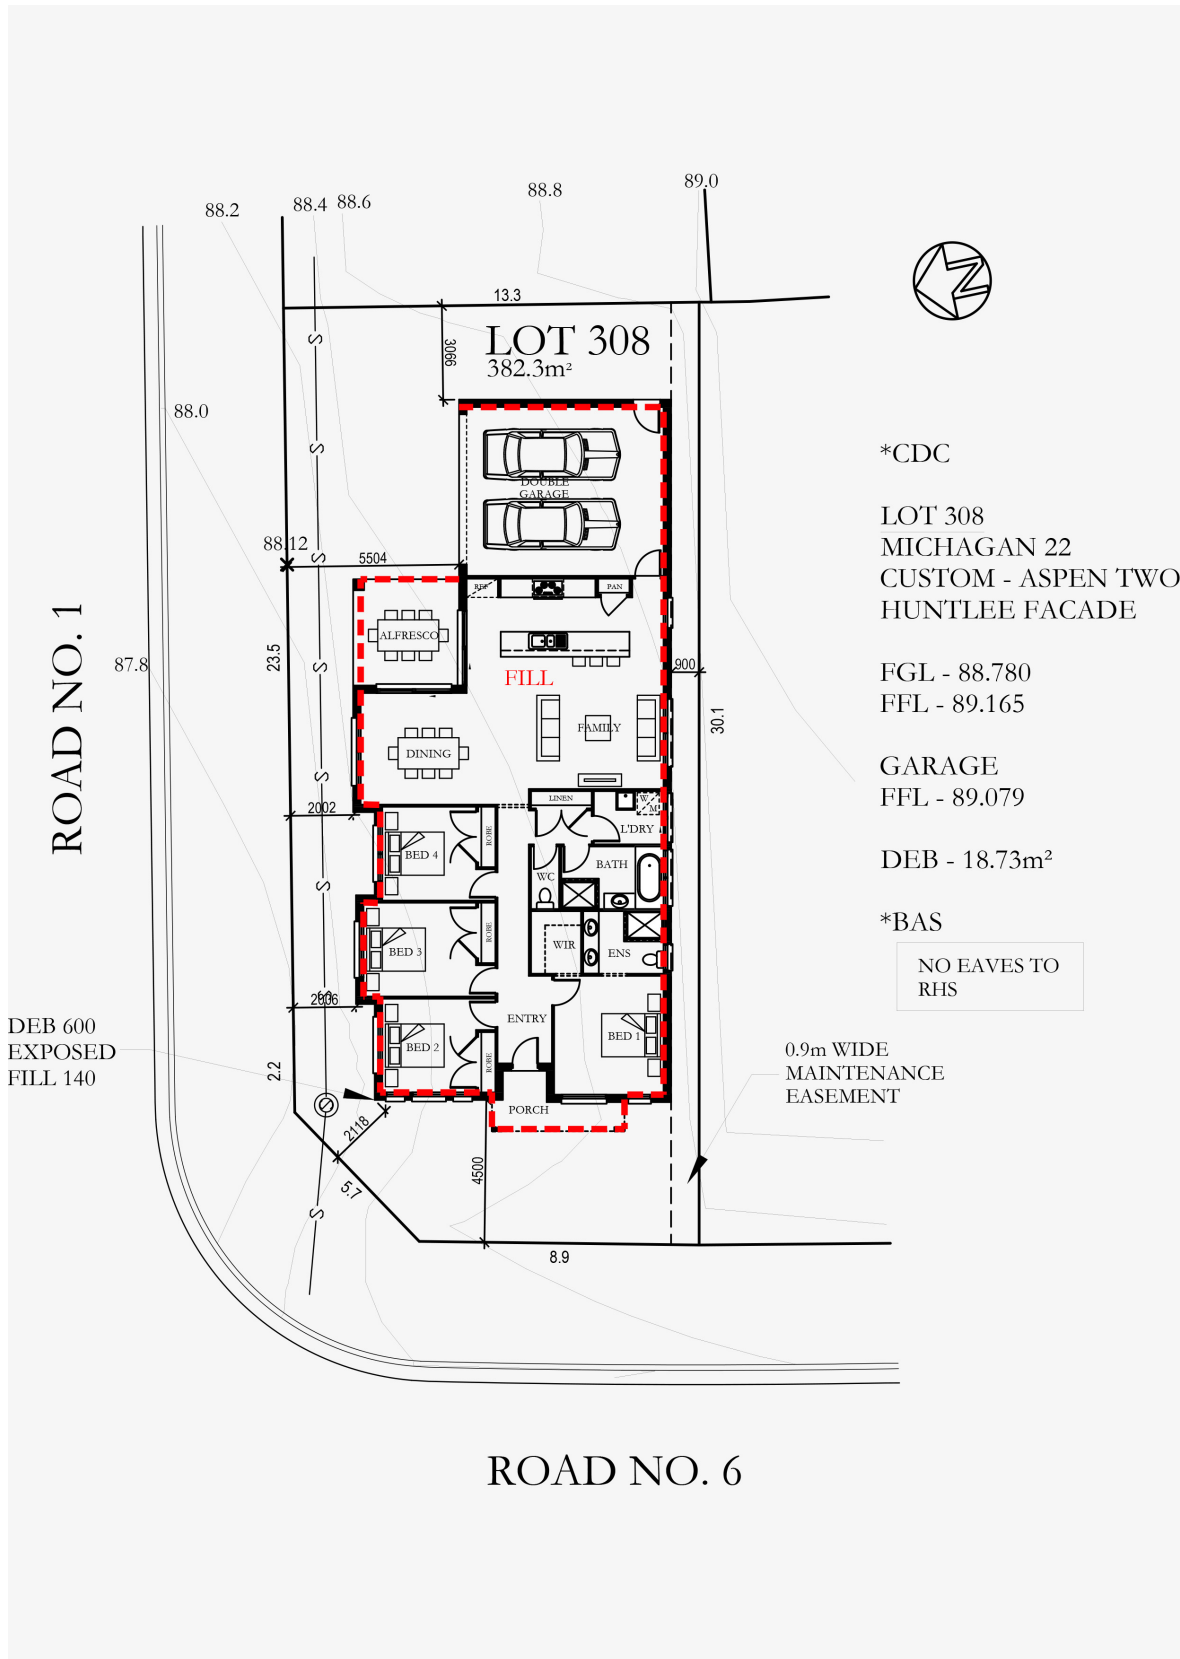 88.2
88.4
88.6
88.8
89.0
13.3
3066
LOT 308
382.3m²
88.0
DOUBLE
GARAGE
*CDC
LOT 308
MICHAGAN 22
CUSTOM - ASPEN TWO
HUNTLEE FACADE
FGL - 88.780
FFL - 89.165
GARAGE
FFL - 89.079
DEB - 18.73m²
*BAS
NO EAVES TO
RHS
88.12
5504
REF
PAN
ALFRESCO
FILL
ROAD NO. 1
87.8
23.5
900
30.1
FAMILY
DINING
2002
LINEN
W
M
L'DRY
ROBE
BED 4
BATH
WC
ROBE
BED 3
WIR
ENS
S
S
S
S
S
S
S
S
ENTRY
BED 1
BED 2
ROBE
DEB 600
EXPOSED
FILL 140
2.2
0.9m WIDE
MAINTENANCE
EASEMENT
PORCH
2118
4500
5.7
8.9
ROAD NO. 6